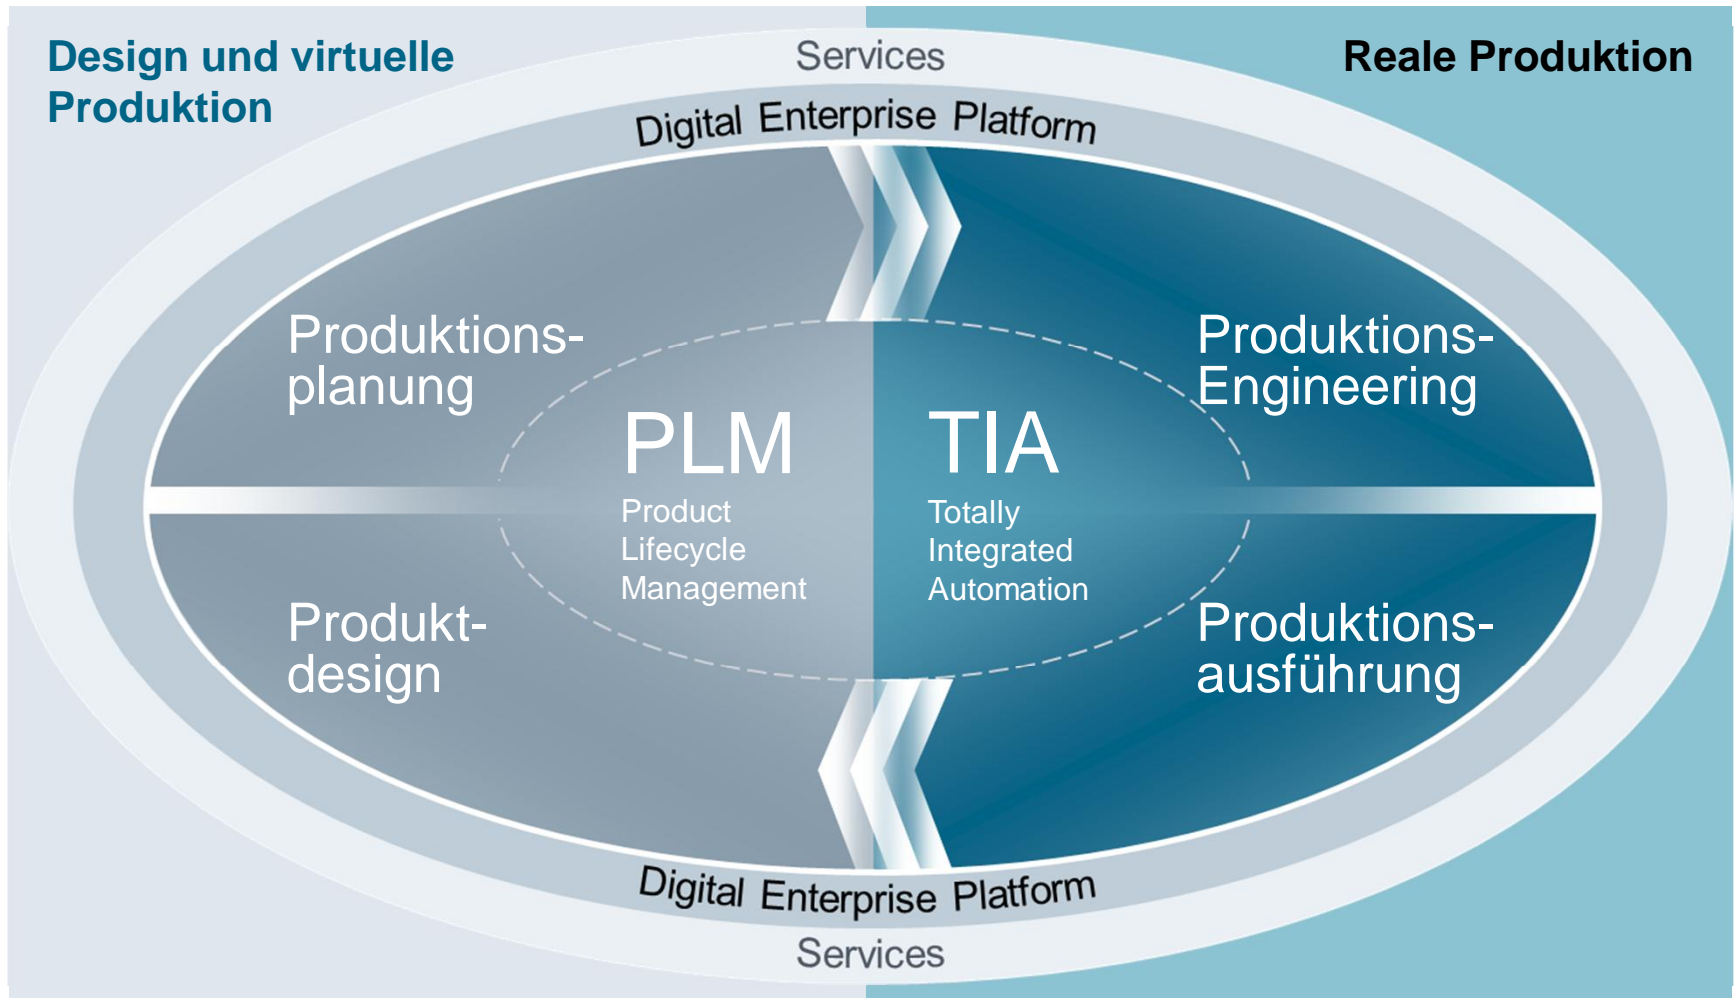 Design und virtuelle
Produktion
Reale Produktion
Services
Digital Enterprise Platform
Produktions-
planung
Produktions-
Engineering
PLM
Product
Lifecycle
Management
TIA
Totally
Integrated
Automation
Produkt-
design
Produktions-
ausführung
Digital Enterprise Platform
Services